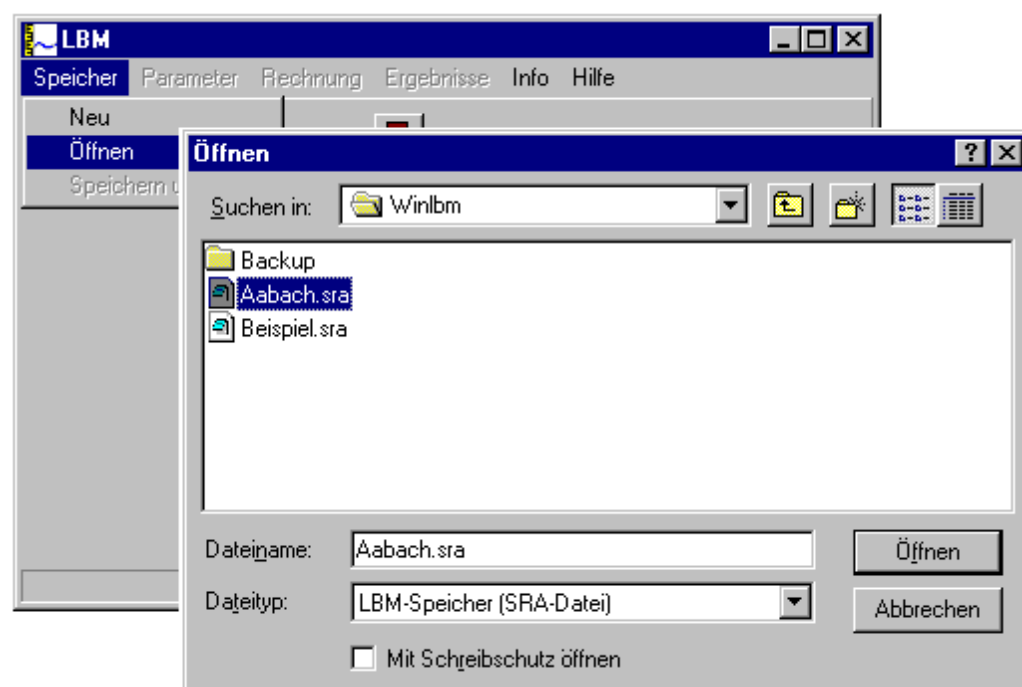 LBM
Speicher Parameter Rechnung Ergebnisse Info Hilfe
Neu
Öffnen
Speichern
Öffnen
Suchen in: Winlbm
Backup
Aabach.sra
Beispiel.sra
Dateiname: Aabach.sra
Öffnen
Dateityp: LBM-Speicher (SRA-Datei)
Abbrechen
Mit Schreibschutz öffnen